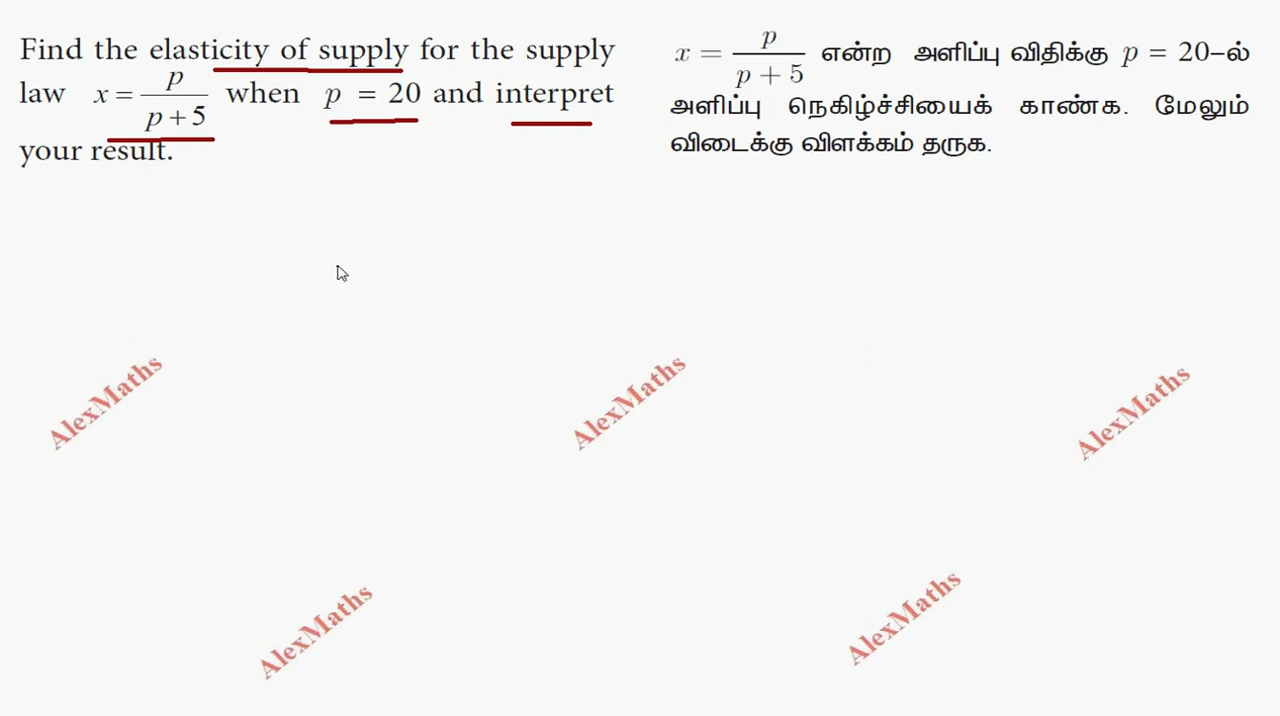 Find the elasticity of supply for the supply
law x = p / p + 5 when p = 20 and interpret
your result.
x = p / p + 5 என்ற அளிப்பு விதிக்கு p = 20–ல்
அளிப்பு நெகிழ்ச்சியைக் காண்க. மேலும்
விடைக்கு விளக்கம் தருக.
AlexMaths
AlexMaths
AlexMaths
AlexMaths
AlexMaths